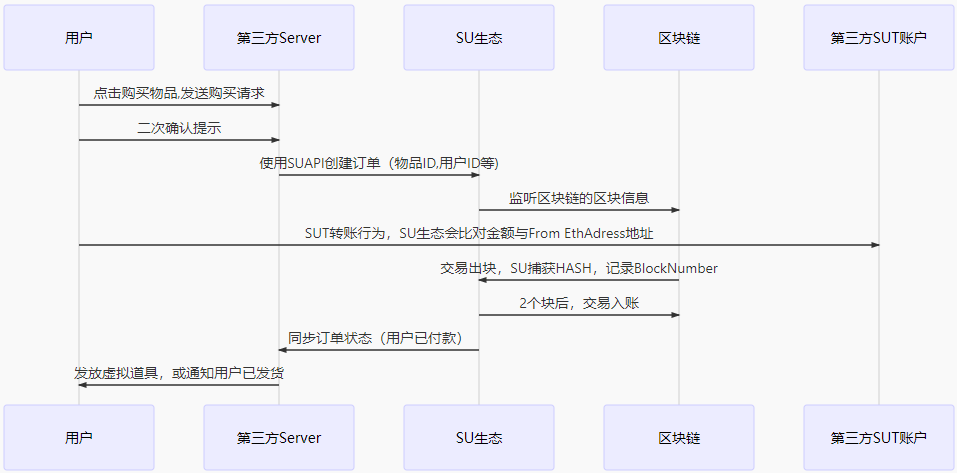 用户
第三方Server
SU生态
区块链
第三方SUT账户
点击购买物品,发送购买请求
二次确认提示
使用SUAPI创建订单（物品ID,用户ID等)
监听区块链的区块信息
SUT转账行为，SU生态会比对金额与From EthAdress地址
交易出块，SU捕获HASH，记录BlockNumber
2个块后，交易入账
同步订单状态（用户已付款）
发放虚拟道具，或通知用户已发货
用户
第三方Server
SU生态
区块链
第三方SUT账户